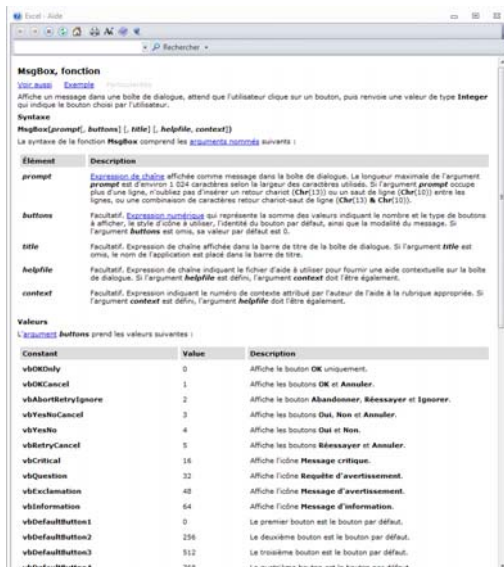 Excel - Aide
Rechercher
MsgBox, fonction
Voir aussi Exemple Particularités
Affiche un message dans une boîte de dialogue, attend que l'utilisateur clique sur un bouton, puis renvoie une valeur de type Integer
qui indique le bouton choisi par l'utilisateur.
Syntaxe
MsgBox(prompt[, buttons] [, title] [, helpfile, context])
La syntaxe de la fonction MsgBox comprend les arguments nommés suivants :
Élément Description
prompt Expression de chaîne affichée comme message dans la boîte de dialogue. La longueur maximale de l'argument
prompt est d'environ 1 024 caractères selon la largeur des caractères utilisés. Si l'argument prompt occupe
plus d'une ligne, n'oubliez pas d'insérer un retour chariot (Chr(13)) ou un saut de ligne (Chr(10)) entre les
lignes, ou une combinaison de caractères retour chariot-saut de ligne (Chr(13) & Chr(10)).
buttons Facultatif. Expression numérique qui représente la somme des valeurs indiquant le nombre et le type de boutons
à afficher, le style d'icône à utiliser, l'identité du bouton par défaut, ainsi que la modalité du message. Si
l'argument buttons est omis, sa valeur par défaut est 0.
title Facultatif. Expression de chaîne affichée dans la barre de titre de la boîte de dialogue. Si l'argument title est
omis, le nom de l'application est placé dans la barre de titre.
helpfile Facultatif. Expression de chaîne indiquant le fichier d'aide à utiliser pour fournir une aide contextuelle sur la boîte
de dialogue. Si l'argument helpfile est défini, l'argument context doit l'être également.
context Facultatif. Expression indiquant le numéro de contexte attribué par l'auteur de l'aide à la rubrique appropriée. Si
l'argument context est défini, l'argument helpfile doit l'être également.
Valeurs
L'argument buttons prend les valeurs suivantes :
Constant Value Description
vbOKOnly 0 Affiche le bouton OK uniquement.
vbOKCancel 1 Affiche les boutons OK et Annuler.
vbAbortRetryIgnore 2 Affiche le bouton Abandonner, Réessayer et Ignorer.
vbYesNoCancel 3 Affiche les boutons Oui, Non et Annuler.
vbYesNo 4 Affiche les boutons Oui et Non.
vbRetryCancel 5 Affiche les boutons Réessayer et Annuler.
vbCritical 16 Affiche l'icône Message critique.
vbQuestion 32 Affiche l'icône Requête d'avertissement.
vbExclamation 48 Affiche l'icône Message d'avertissement.
vbInformation 64 Affiche l'icône Message d'information.
vbDefaultButton1 0 Le premier bouton est le bouton par défaut.
vbDefaultButton2 256 Le deuxième bouton est le bouton par défaut.
vbDefaultButton3 512 Le troisième bouton est le bouton par défaut.
vbDefaultButton4 768 Le quatrième bouton est le bouton par défaut.